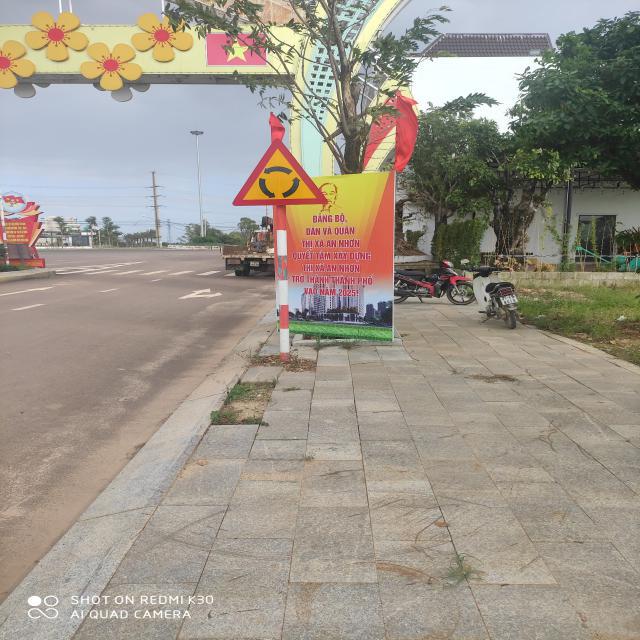 ĐẢNG BỘ,
DÂN VÀ QUÂN
THỊ XÃ AN NHƠN
QUYẾT TÂM XÂY DỰNG
THỊ XÃ AN NHƠN
TRỞ THÀNH THÀNH PHỐ
VÀO NĂM 2025!
SHOT ON REDMI K30
AI QUAD CAMERA